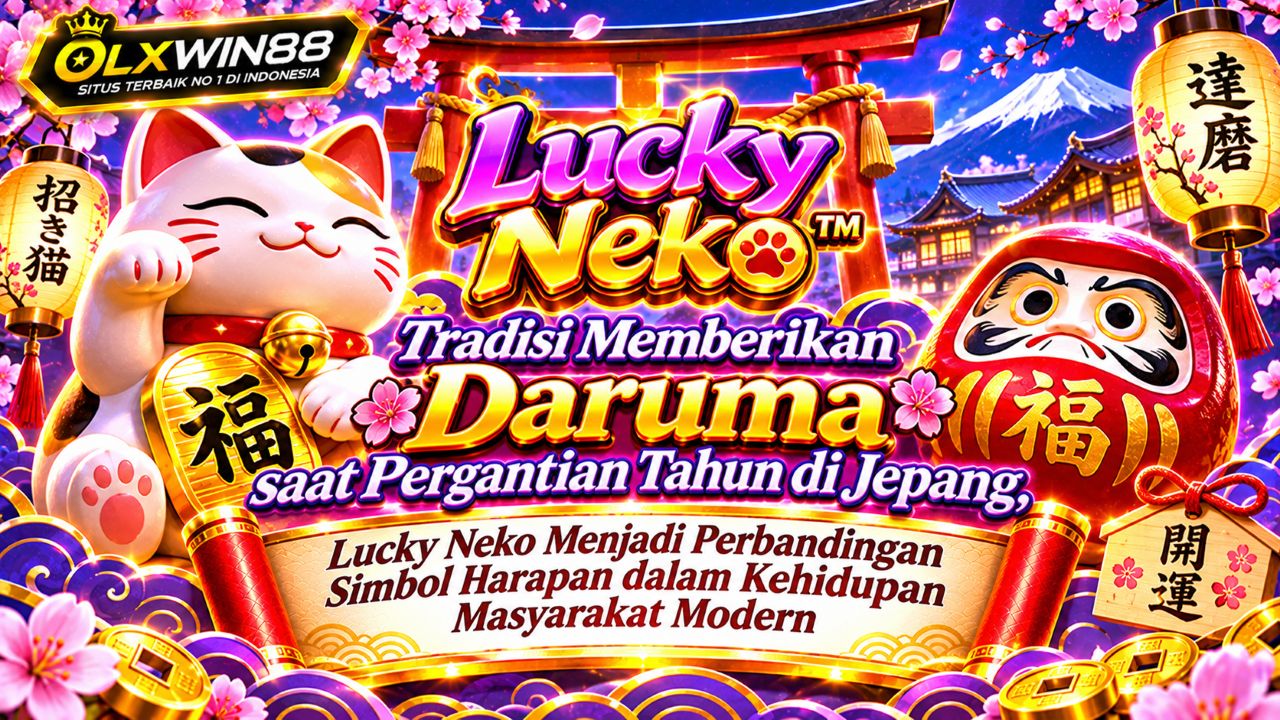 OLXWIN88
SITUS TERBAIK NO 1 DI INDONESIA
Lucky
Neko™
Tradisi Memberikan
Daruma
saat Pergantian Tahun di Jepang,
Lucky Neko Menjadi Perbandingan
Simbol Harapan dalam Kehidupan
Masyarakat Modern
招き猫
福
達磨
福
開運